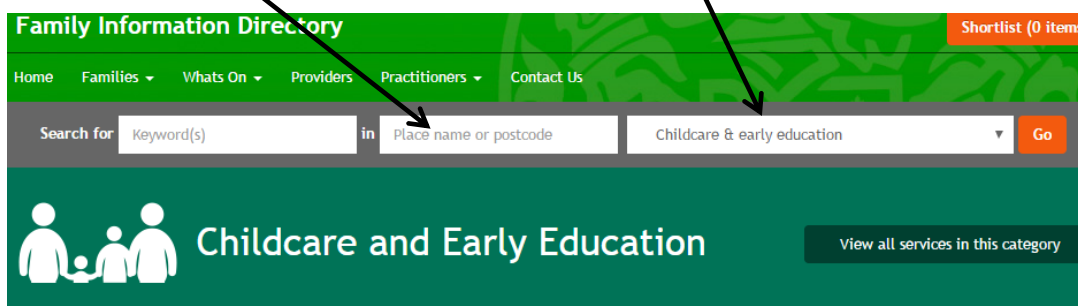 Family Information Directory
Shortlist (0 items
Home Families Whats On Providers Practitioners Contact Us
Search for Keyword(s) in Place name or postcode Childcare & early education Go
Childcare and Early Education
View all services in this category